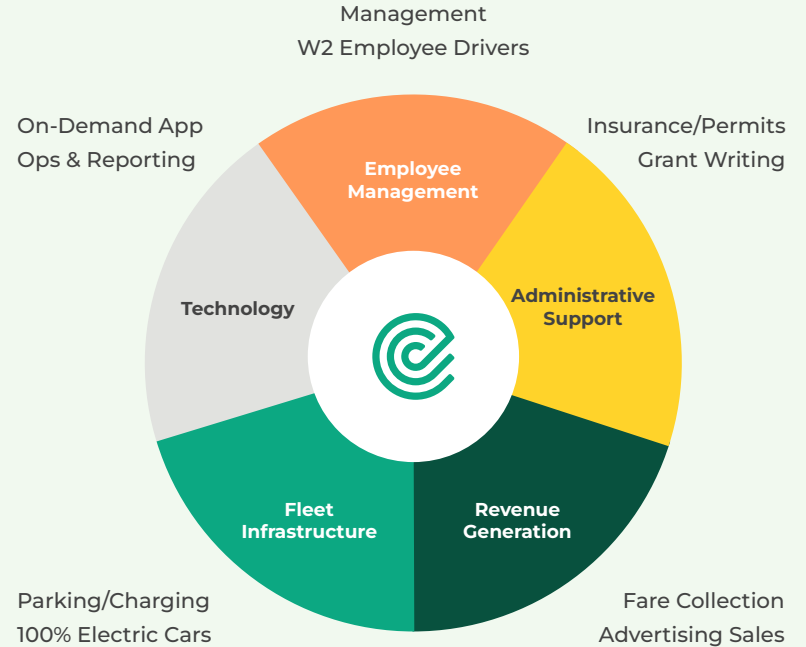 Management
W2 Employee Drivers
On-Demand App
Ops & Reporting
Insurance/Permits
Grant Writing
Employee
Management
Technology
Administrative
Support
Fleet
Infrastructure
Revenue
Generation
Parking/Charging
100% Electric Cars
Fare Collection
Advertising Sales